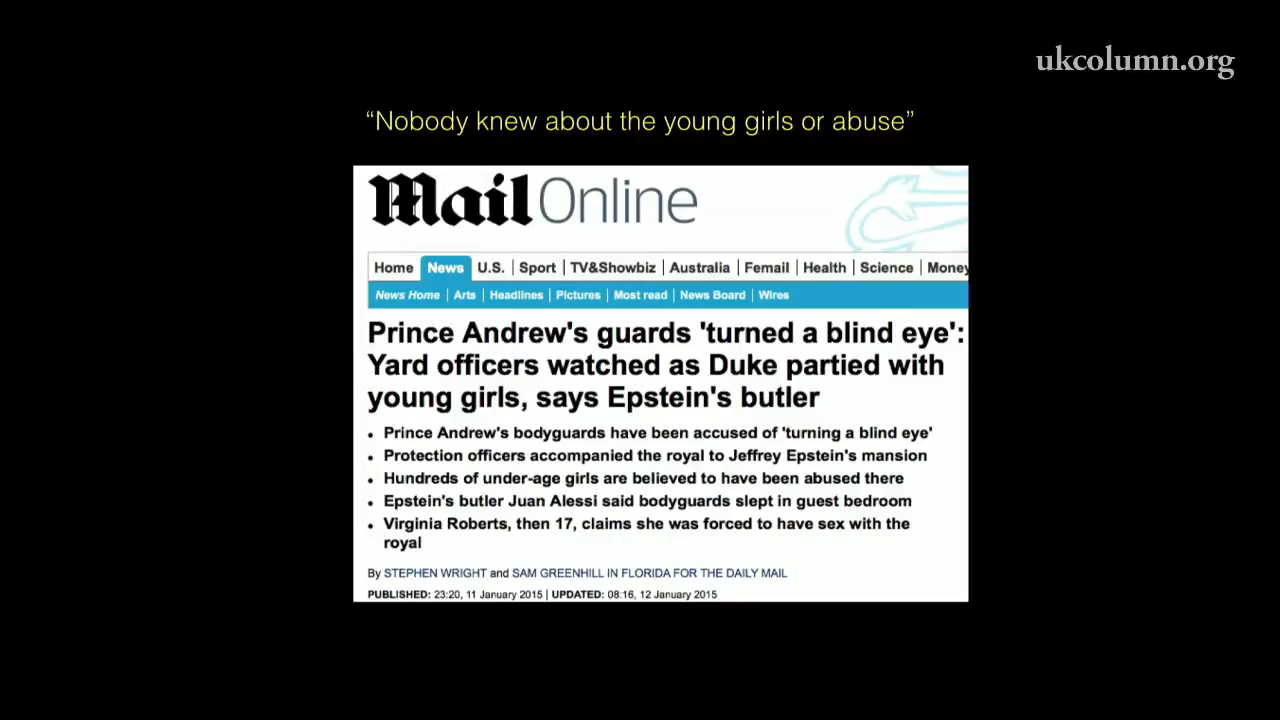 ukcolumn.org
“Nobody knew about the young girls or abuse”
Mail Online
Home News U.S. Sport TV&Showbiz Australia Femail Health Science Money
News Home Arts Headlines Pictures Most read News Board Wires
Prince Andrew's guards 'turned a blind eye':
Yard officers watched as Duke partied with
young girls, says Epstein's butler
• Prince Andrew's bodyguards have been accused of 'turning a blind eye'
• Protection officers accompanied the royal to Jeffrey Epstein's mansion
• Hundreds of under-age girls are believed to have been abused there
• Epstein's butler Juan Alessi said bodyguards slept in guest bedroom
• Virginia Roberts, then 17, claims she was forced to have sex with the
royal
By STEPHEN WRIGHT and SAM GREENHILL IN FLORIDA FOR THE DAILY MAIL
PUBLISHED: 23:20, 11 January 2015 | UPDATED: 08:16, 12 January 2015